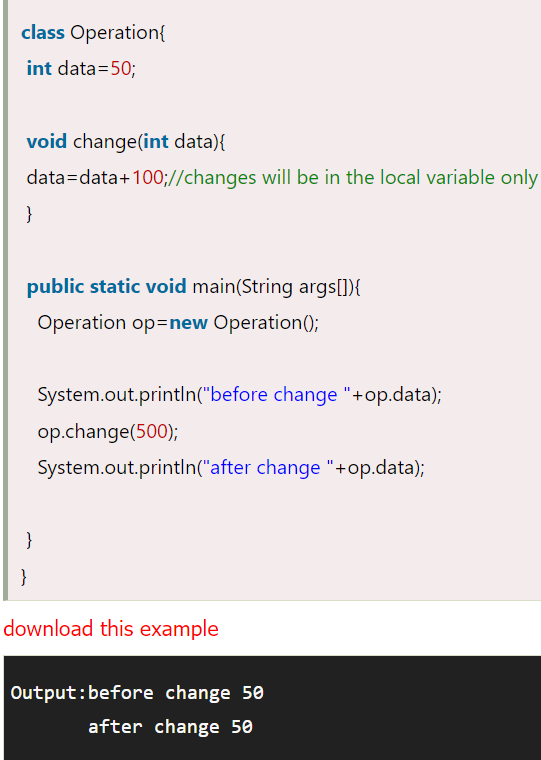 class Operation{
int data=50;
void change(int data){
data=data+100;//changes will be in the local variable only
}
public static void main(String args[]){
Operation op=new Operation();
System.out.println("before change "+op.data);
op.change(500);
System.out.println("after change "+op.data);
}
}
download this example
Output:before change 50
after change 50